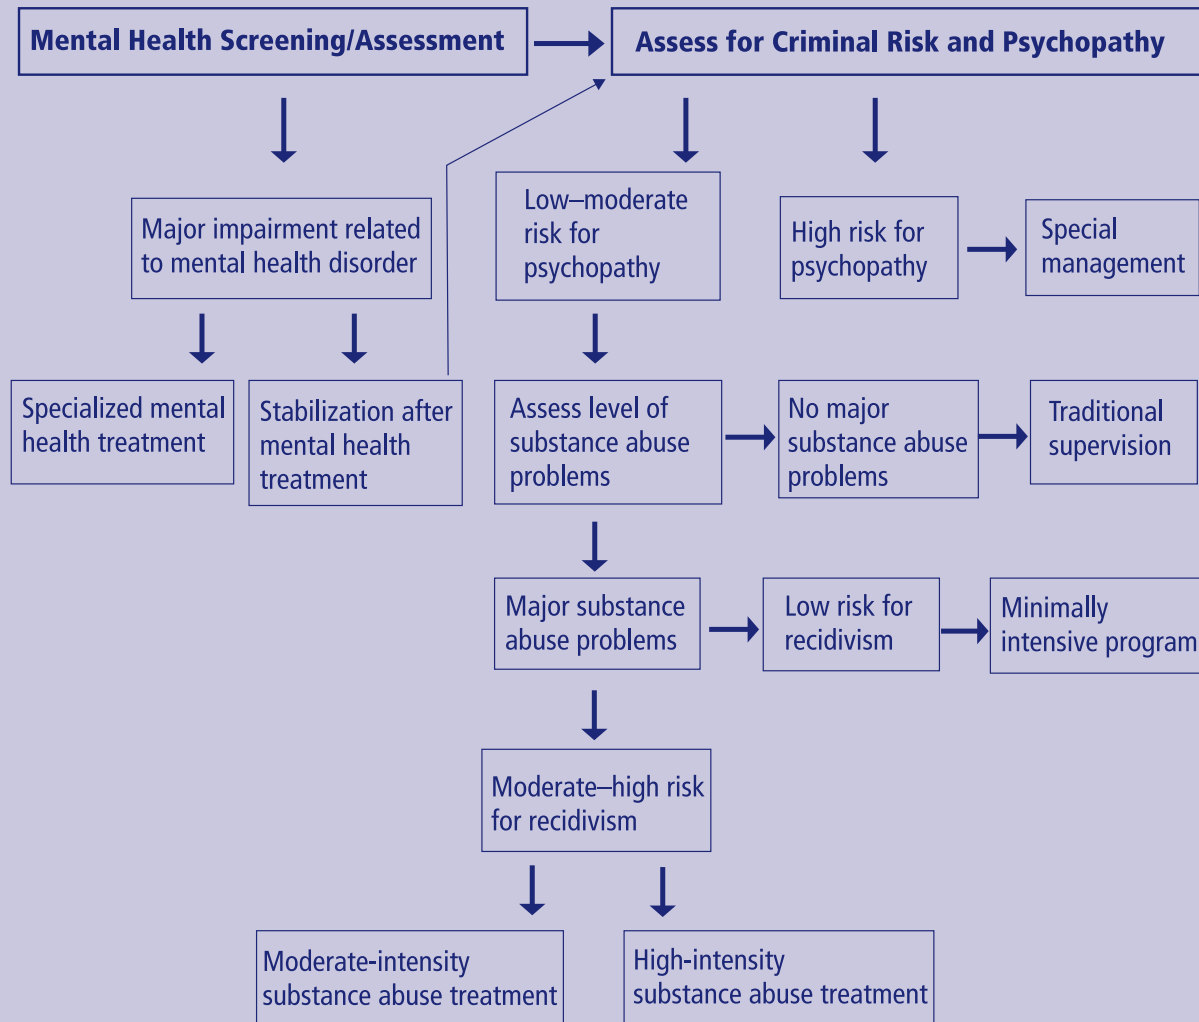 Mental Health Screening/Assessment
Assess for Criminal Risk and Psychopathy
Major impairment related
to mental health disorder
Low–moderate
risk for
psychopathy
High risk for
psychopathy
Special
management
Specialized mental
health treatment
Stabilization after
mental health
treatment
Assess level of
substance abuse
problems
No major
substance abuse
problems
Traditional
supervision
Major substance
abuse problems
Low risk for
recidivism
Minimally
intensive program
Moderate–high risk
for recidivism
Moderate-intensity
substance abuse treatment
High-intensity
substance abuse treatment